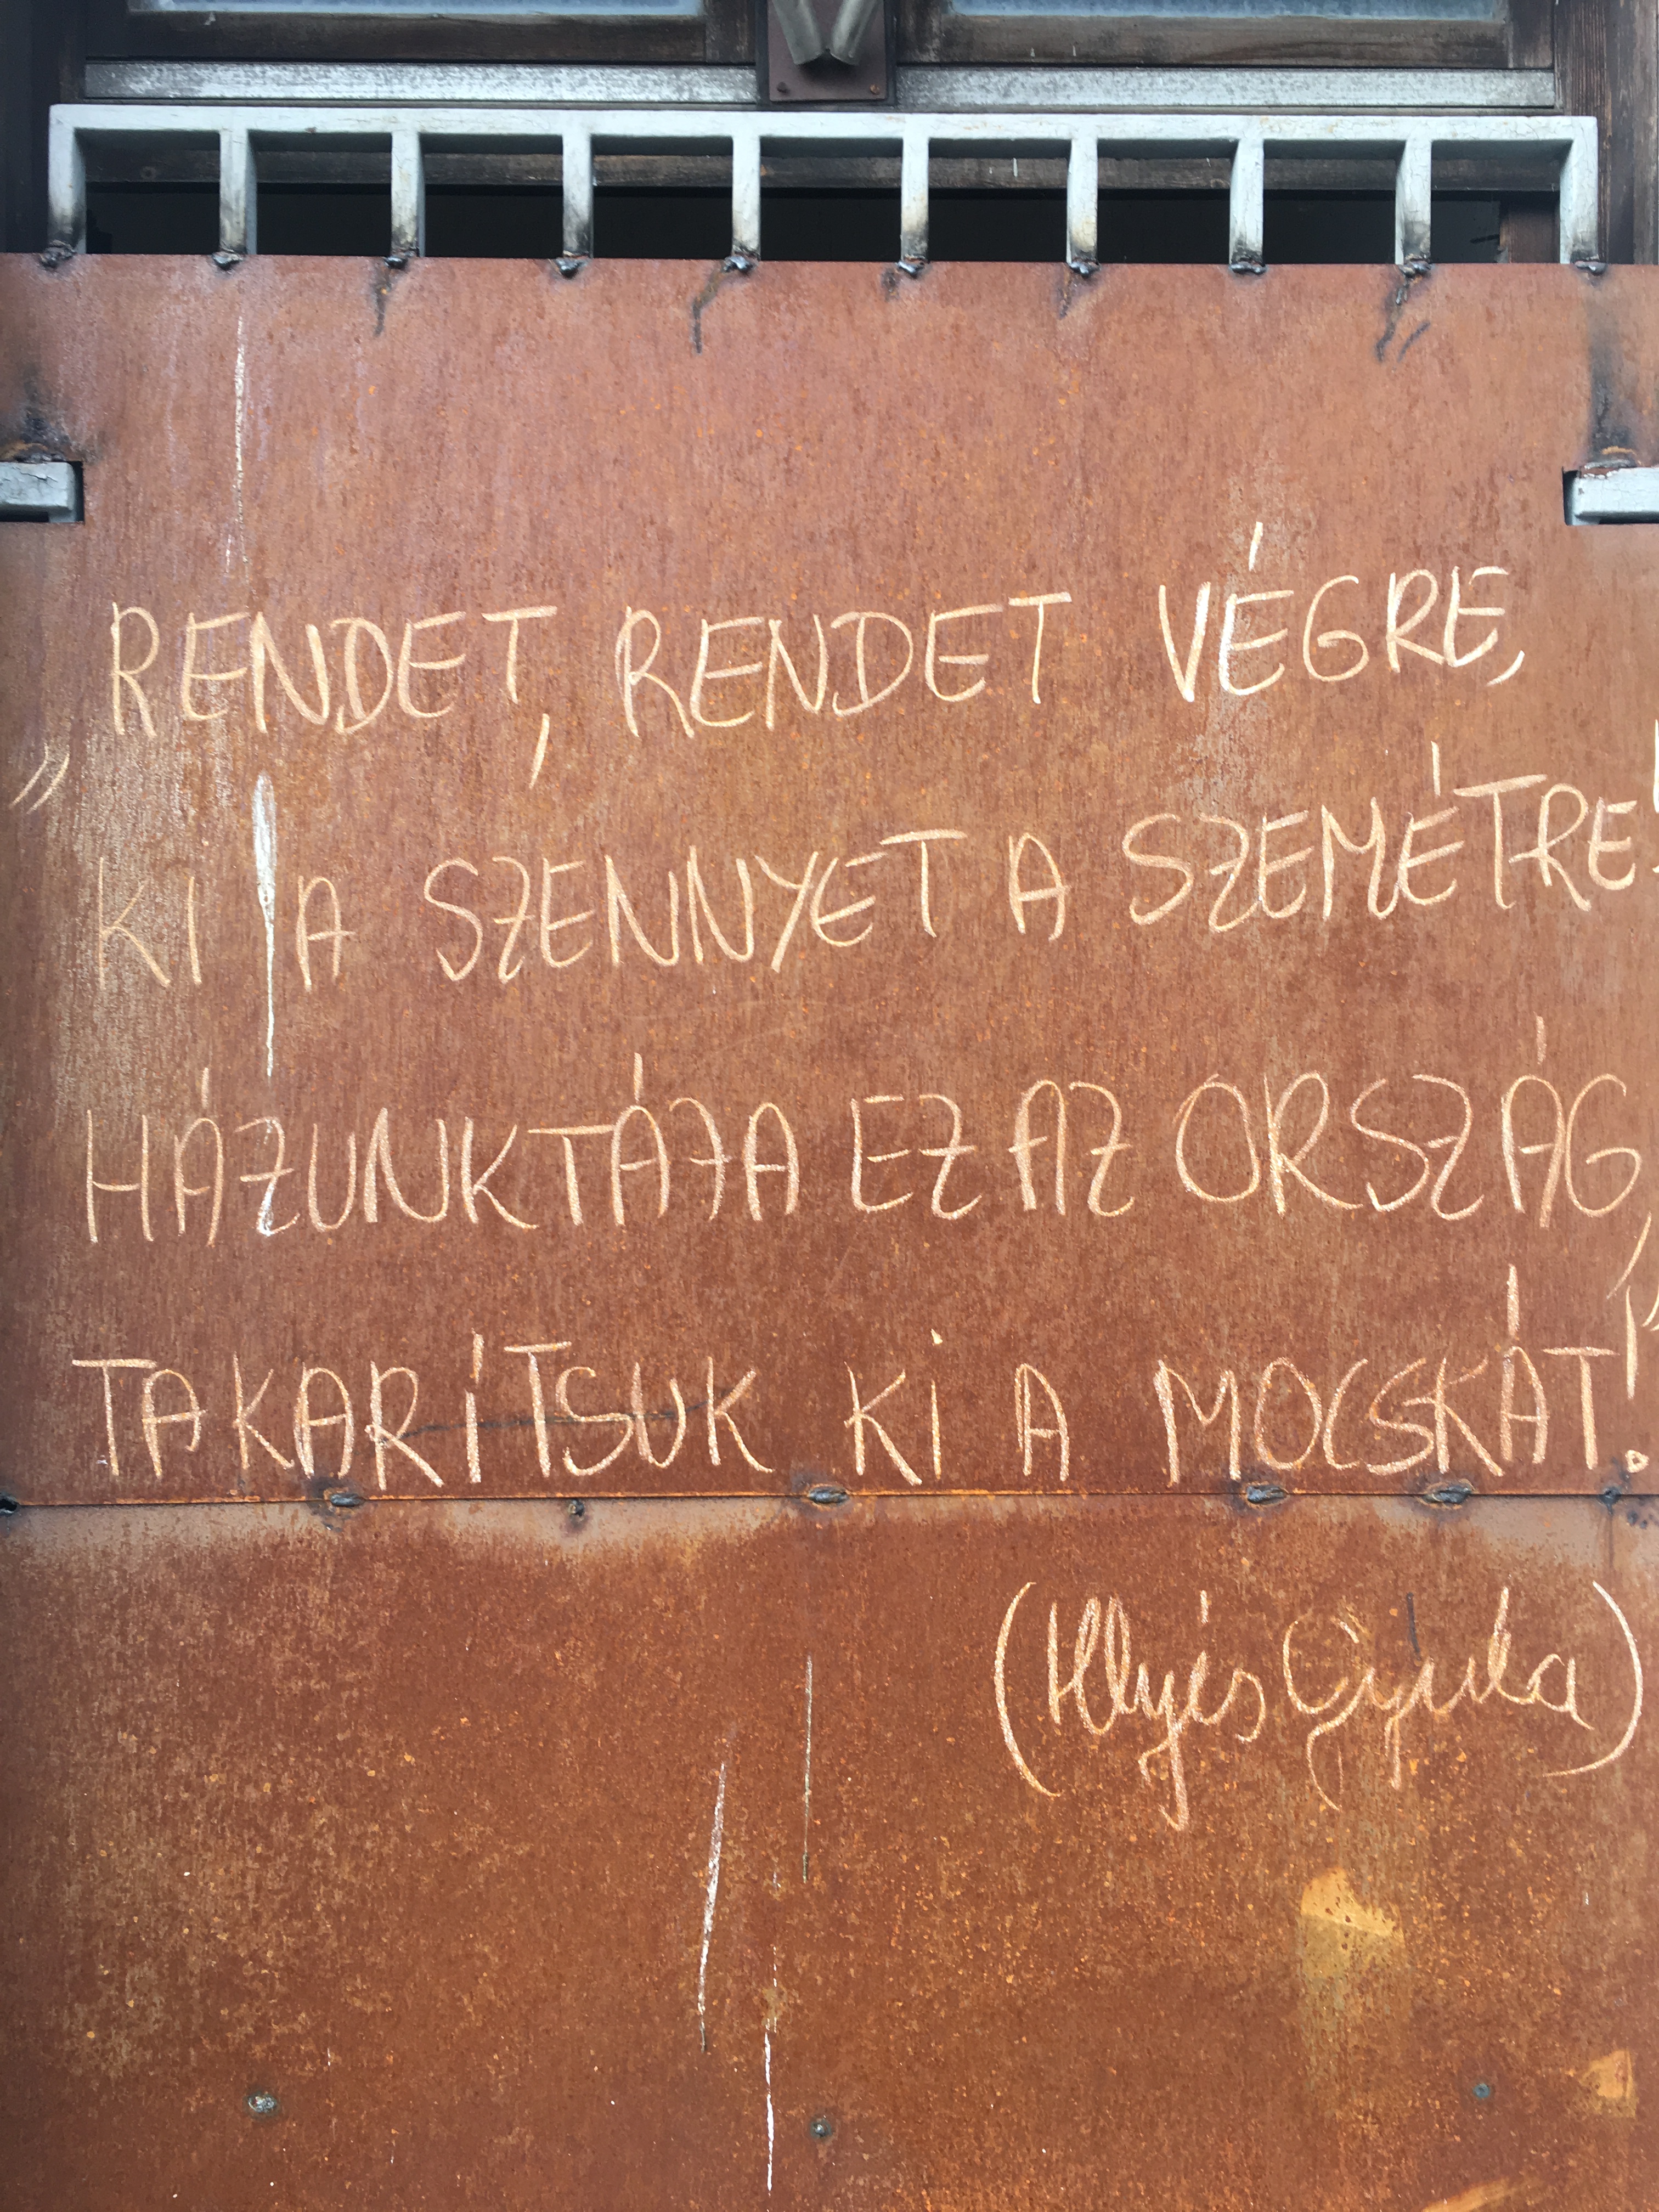 „RENDET, RENDET VÉGRE,
KI A SZENNYET A SZEMÉTRE!
HÁZUNKTÁJA EZ AZ ORSZÁG,
TAKARÍTSUK KI A MOCSKÁT!"
(Illyés Gyula)